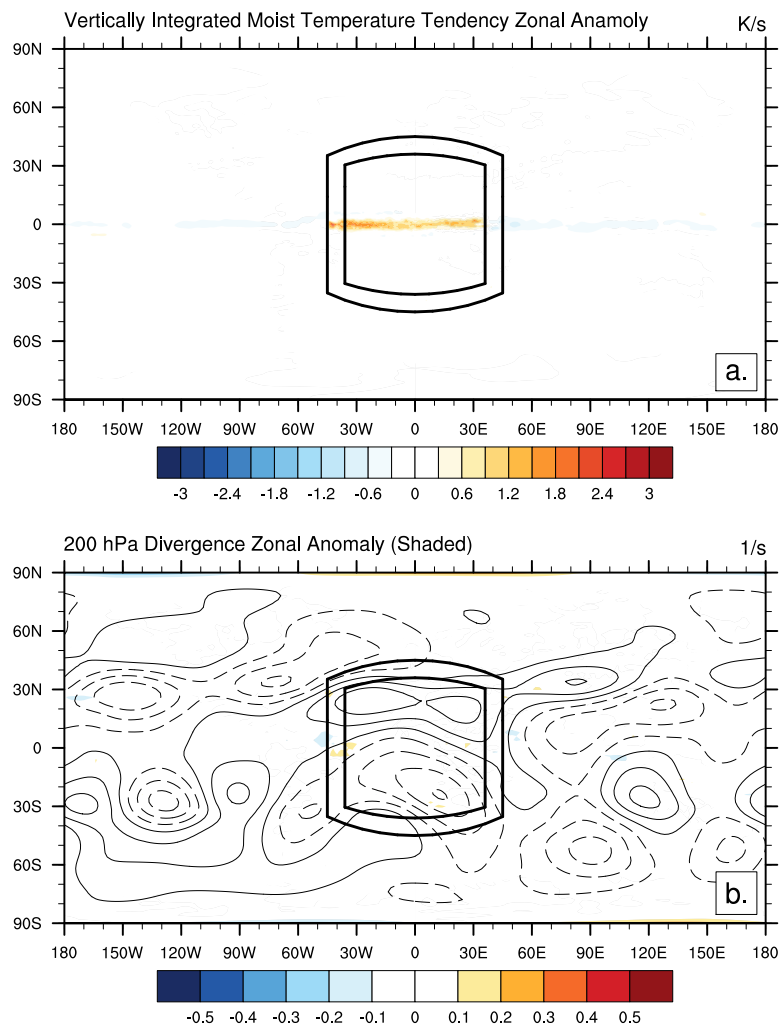 Vertically Integrated Moist Temperature Tendency Zonal Anamoly K/s
90N
60N
30N
0
30S
60S
90S
a.
180 150W 120W 90W 60W 30W 0 30E 60E 90E 120E 150E 180
-3 -2.4 -1.8 -1.2 -0.6 0 0.6 1.2 1.8 2.4 3
200 hPa Divergence Zonal Anomaly (Shaded) 1/s
90N
60N
30N
0
30S
60S
90S
b.
180 150W 120W 90W 60W 30W 0 30E 60E 90E 120E 150E 180
-0.5 -0.4 -0.3 -0.2 -0.1 0 0.1 0.2 0.3 0.4 0.5